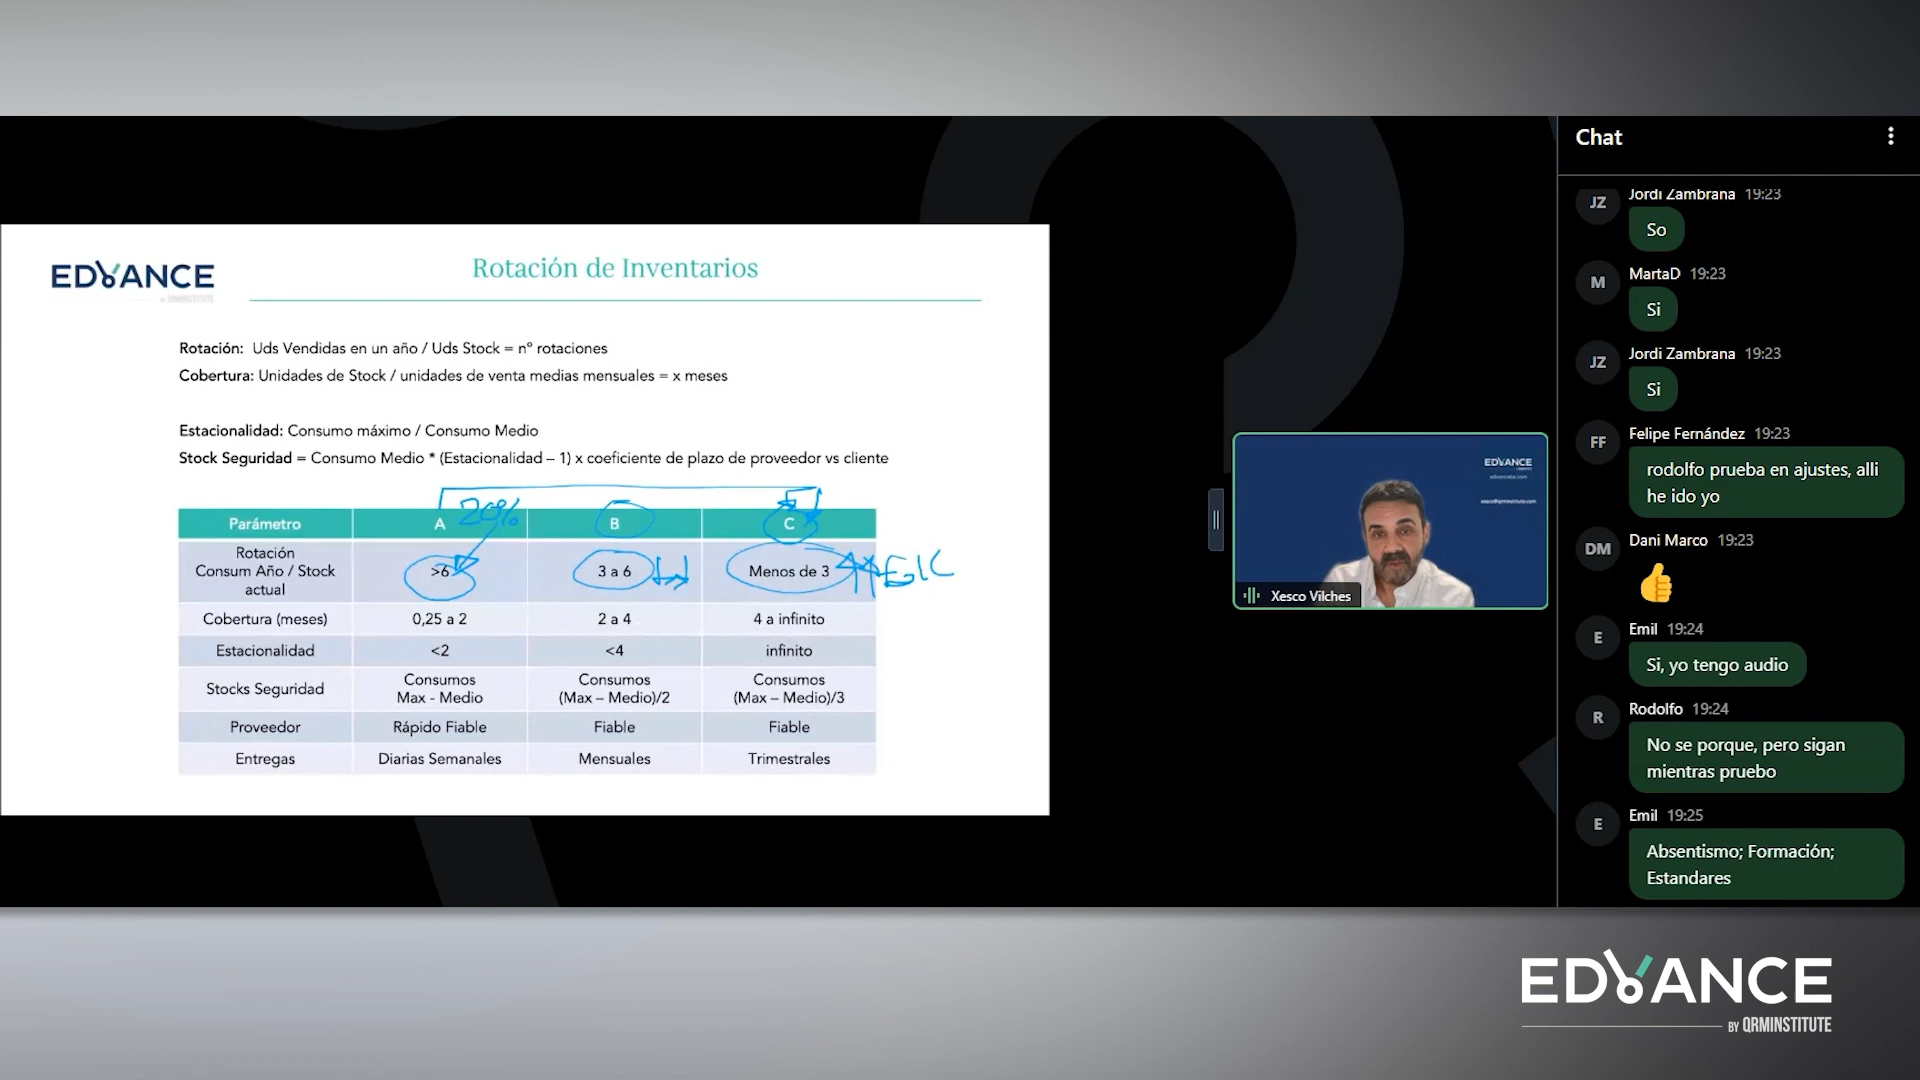 EDVANCE
BY QRMINSTITUTE
Rotación de Inventarios
Rotación: Uds Vendidas en un año / Uds Stock = nº rotaciones
Cobertura: Unidades de Stock / unidades de venta medias mensuales = x meses
Estacionalidad: Consumo máximo / Consumo Medio
Stock Seguridad = Consumo Medio * (Estacionalidad – 1) x coeficiente de plazo de proveedor vs cliente
20%
Parámetro A B C
Rotación
Consum Año / Stock
actual
>6 3 a 6 Menos de 3
Cobertura (meses) 0,25 a 2 2 a 4 4 a infinito
Estacionalidad <2 <4 infinito
Stocks Seguridad
Consumos
Max - Medio
Consumos
(Max – Medio)/2
Consumos
(Max – Medio)/3
Proveedor Rápido Fiable Fiable Fiable
Entregas Diarias Semanales Mensuales Trimestrales
EDVANCE
Xesco Vilches
Chat
JZ
Jordi Zambrana 19:23
So
M
MartaD 19:23
Si
JZ
Jordi Zambrana 19:23
Si
FF
Felipe Fernández 19:23
rodolfo prueba en ajustes, alli
he ido yo
DM
Dani Marco 19:23
E
Emil 19:24
Si, yo tengo audio
R
Rodolfo 19:24
No se porque, pero sigan
mientras pruebo
E
Emil 19:25
Absentismo; Formación;
Estandares
EDVANCE
BY QRMINSTITUTE